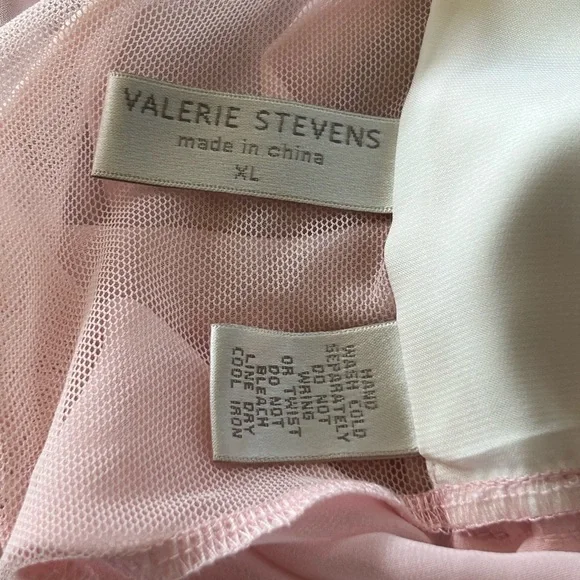 VALERIE STEVENS
made in china
XL
HAND
WASH COLD
SEPARATELY
DO NOT
WRING
OR TWIST
DO NOT
BLEACH
LINE DRY
COOL IRON